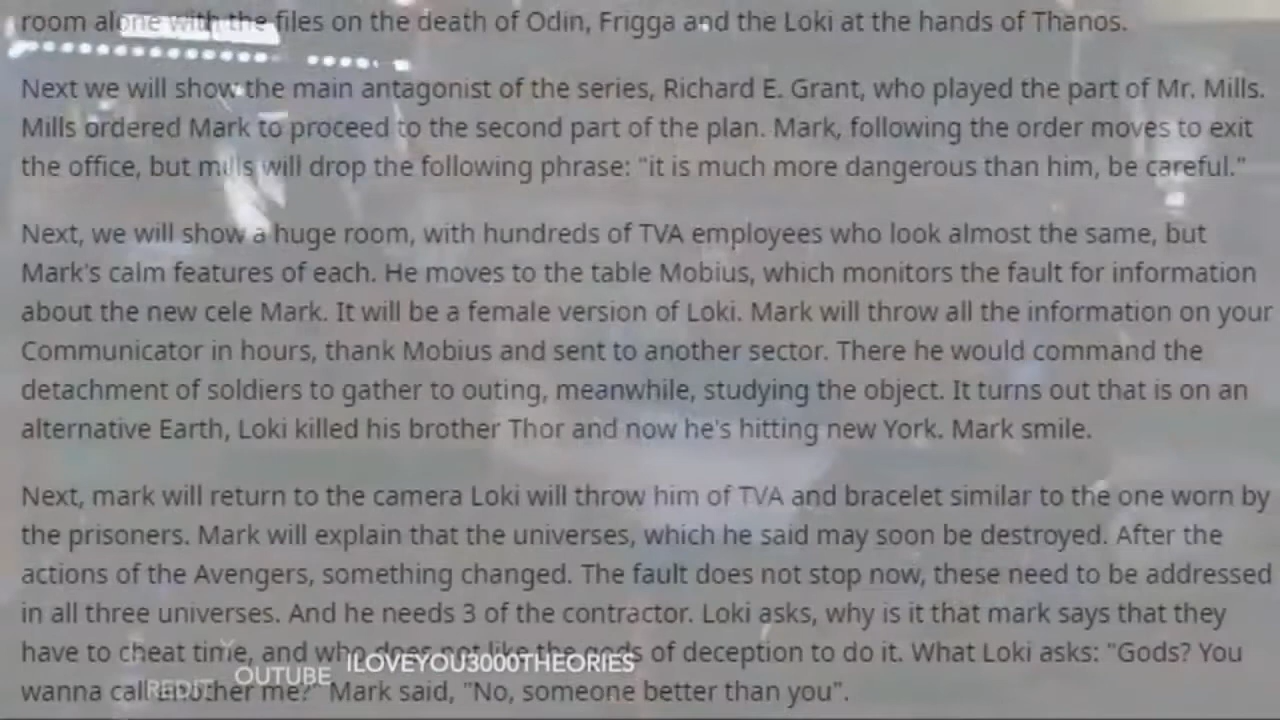 room alone with the files on the death of Odin, Frigga and the Loki at the hands of Thanos.
Next we will show the main antagonist of the series, Richard E. Grant, who played the part of Mr. Mills.
Mills ordered Mark to proceed to the second part of the plan. Mark, following the order moves to exit
the office, but mills will drop the following phrase: "it is much more dangerous than him, be careful."
Next, we will show a huge room, with hundreds of TVA employees who look almost the same, but
Mark's calm features of each. He moves to the table Mobius, which monitors the fault for information
about the new cele Mark. It will be a female version of Loki. Mark will throw all the information on your
Communicator in hours, thank Mobius and sent to another sector. There he would command the
detachment of soldiers to gather to outing, meanwhile, studying the object. It turns out that is on an
alternative Earth, Loki killed his brother Thor and now he's hitting new York. Mark smile.
Next, mark will return to the camera Loki will throw him of TVA and bracelet similar to the one worn by
the prisoners. Mark will explain that the universes, which he said may soon be destroyed. After the
actions of the Avengers, something changed. The fault does not stop now, these need to be addressed
in all three universes. And he needs 3 of the contractor. Loki asks, why is it that mark says that they
have to cheat time, and who does not like the gods of deception to do it. What Loki asks: "Gods? You
wanna call another me?" Mark said, "No, someone better than you".
YOUTUBE ILOVEYOU3000THEORIES
REDIT